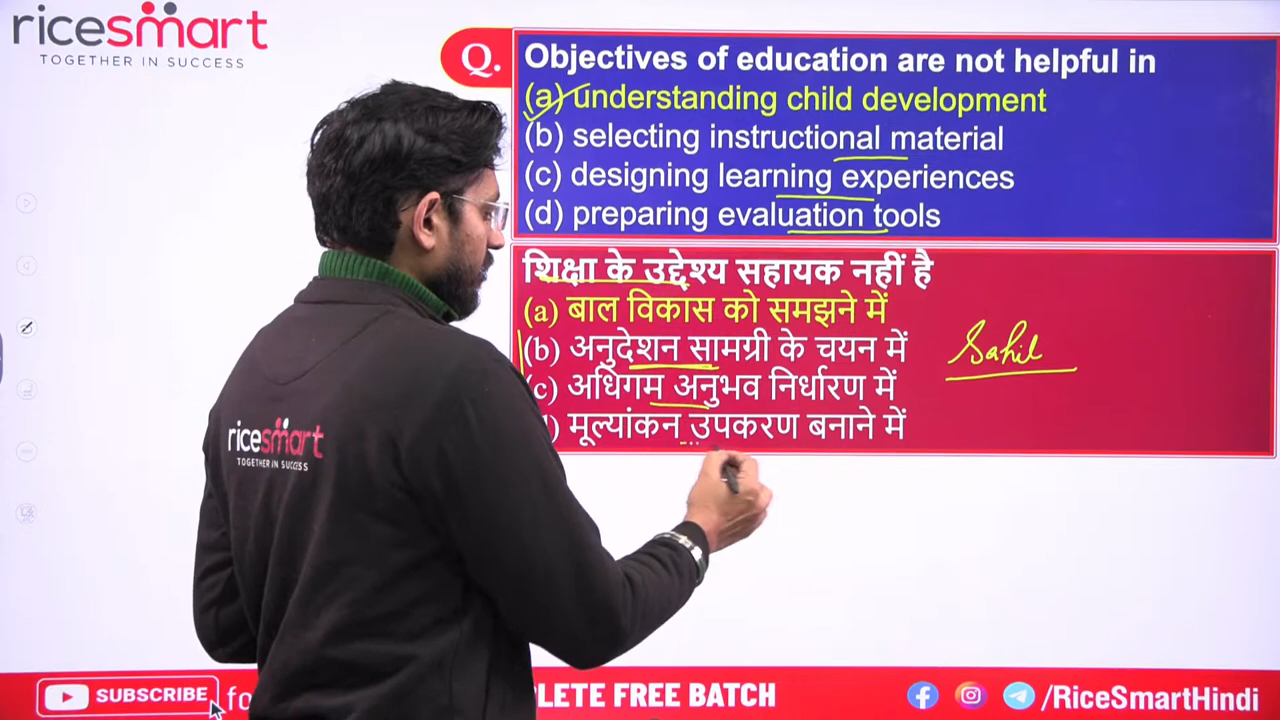 ricesmart
TOGETHER IN SUCCESS
Q.
Objectives of education are not helpful in
(a) understanding child development
(b) selecting instructional material
(c) designing learning experiences
(d) preparing evaluation tools
शिक्षा के उद्देश्य सहायक नहीं है
(a) बाल विकास को समझने में
(b) अनुदेशन सामग्री के चयन में
(c) अधिगम अनुभव निर्धारण में
) मूल्यांकन उपकरण बनाने में
Sahil
ricesmart
TOGETHER IN SUCCESS
SUBSCRIBE fo
PLETE FREE BATCH
/RiceSmartHindi